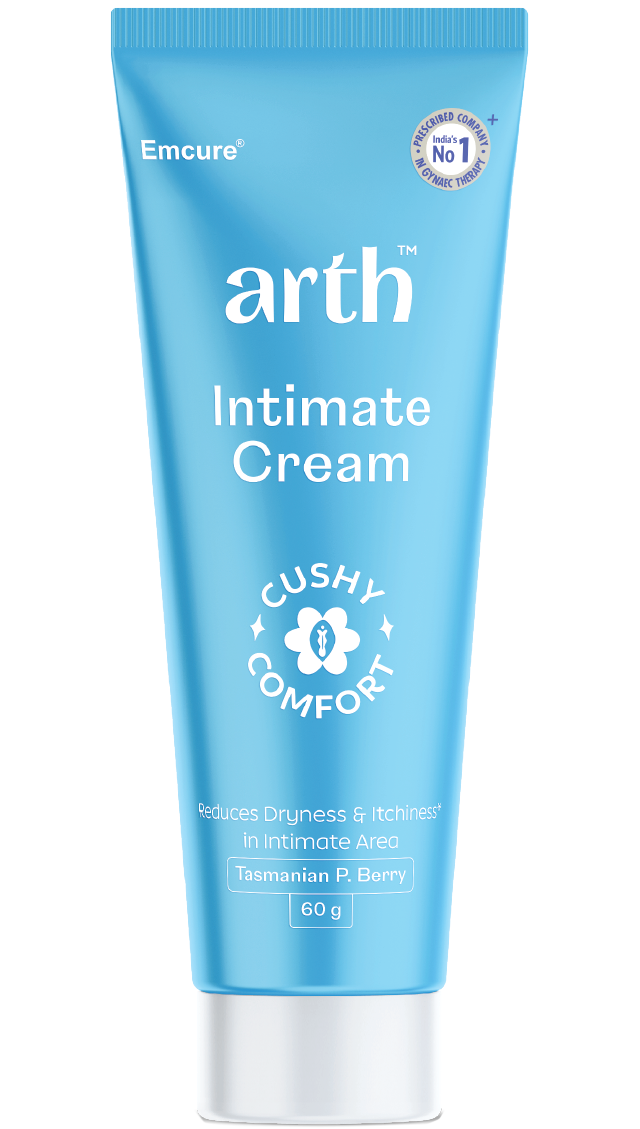 Emcure®
PRESCRIBED COMPANY
India's
No 1
IN GYNAEC THERAPY
+
arth™
Intimate
Cream
CUSHY
COMFORT
Reduces Dryness & Itchiness*
in Intimate Area
Tasmanian P. Berry
60 g